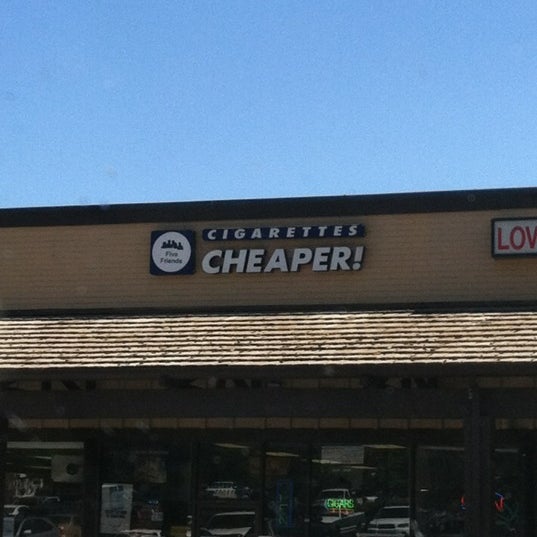 CIGARETTES
CHEAPER!
Five
Friends
LOV
CIGARS